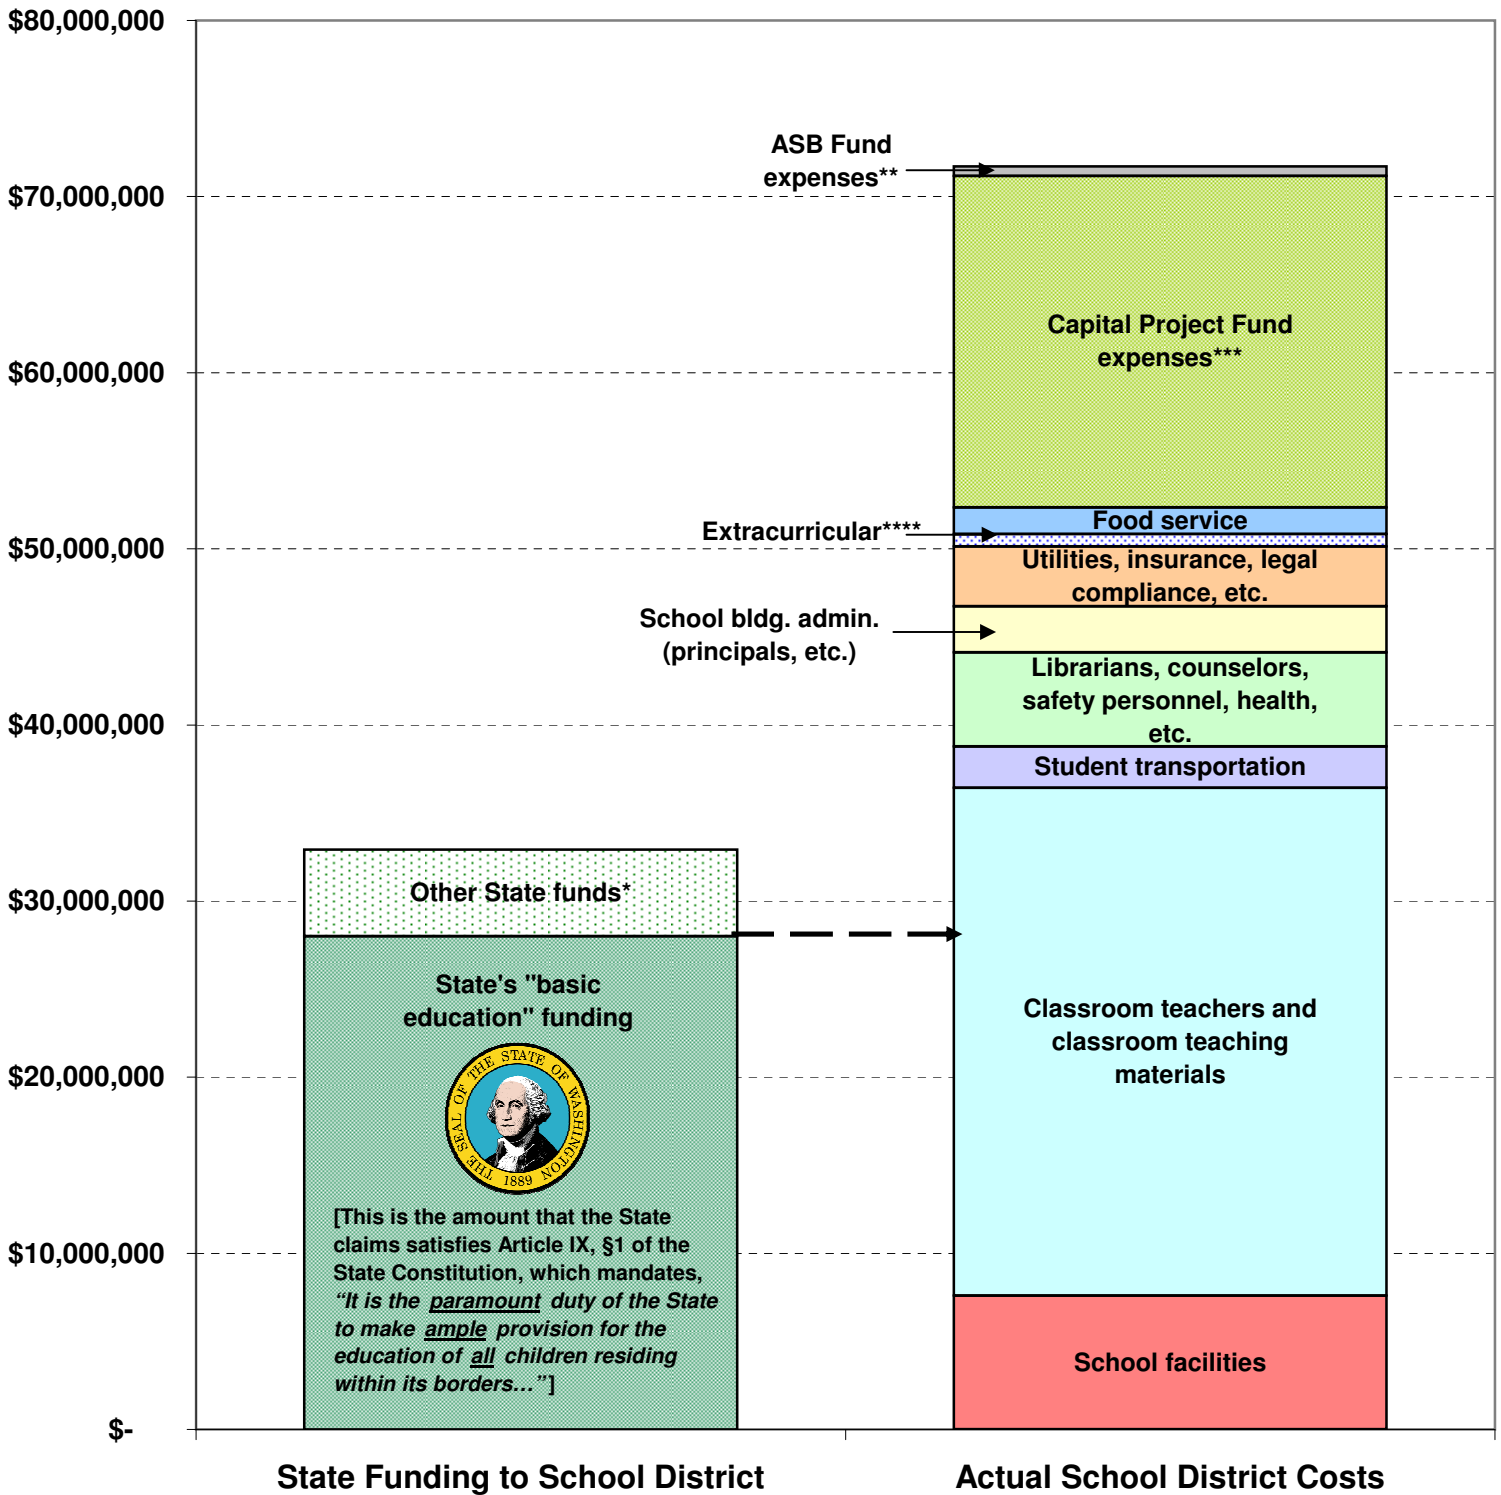 $80,000,000
ASB Fund
expenses**
$70,000,000
Capital Project Fund
expenses***
$60,000,000
Food service
Extracurricular****
$50,000,000
Utilities, insurance, legal
compliance, etc.
School bldg. admin.
(principals, etc.)
Librarians, counselors,
safety personnel, health,
etc.
$40,000,000
Student transportation
Other State funds*
$30,000,000
State's "basic
education" funding
Classroom teachers and
classroom teaching
materials
$20,000,000
THE SEAL OF THE STATE OF WASHINGTON
1889
[This is the amount that the State
claims satisfies Article IX, §1 of the
State Constitution, which mandates,
“It is the paramount duty of the State
to make ample provision for the
education of all children residing
within its borders…”]
$10,000,000
School facilities
$-
State Funding to School District
Actual School District Costs